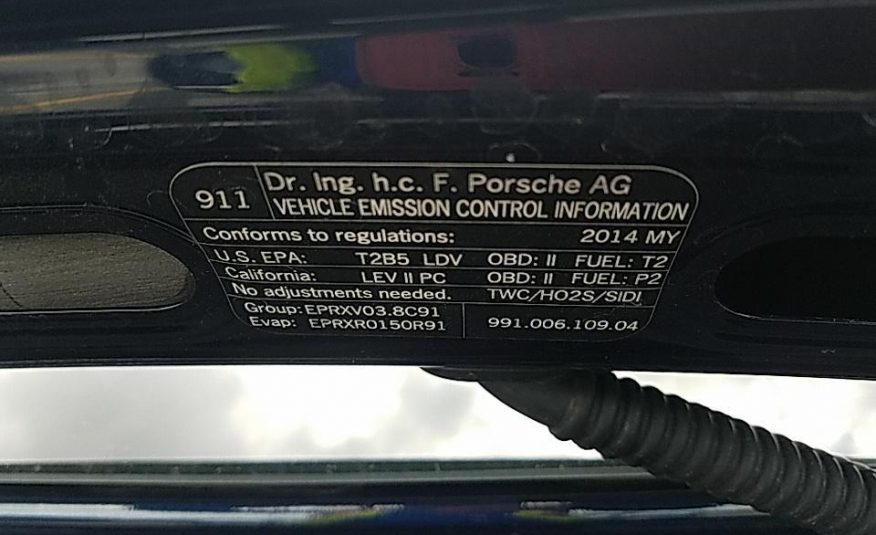 911 Dr. Ing. h.c. F. Porsche AG
VEHICLE EMISSION CONTROL INFORMATION
Conforms to regulations: 2014 MY
U.S. EPA: T2B5 LDV OBD: II FUEL: T2
California: LEV II PC OBD: II FUEL: P2
No adjustments needed. TWC/HO2S/SIDI
Group: EPRXV03.8C91
Evap: EPRXR0150R91 991.006.109.04